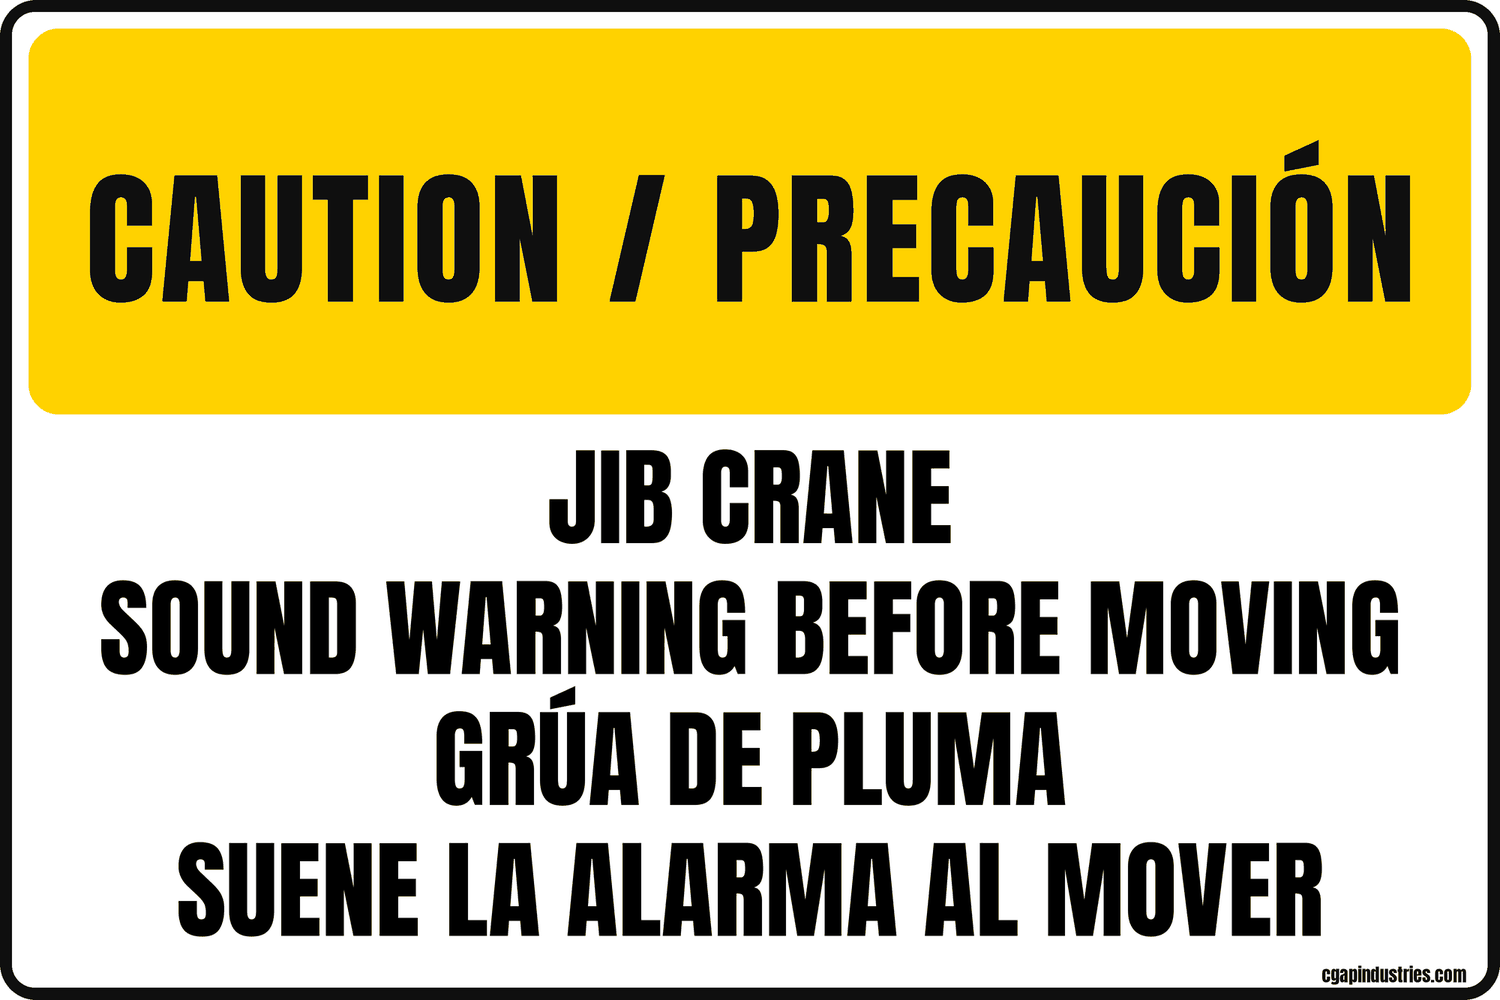 CAUTION / PRECAUCIÓN
JIB CRANE
SOUND WARNING BEFORE MOVING
GRÚA DE PLUMA
SUENE LA ALARMA AL MOVER
cgapindustries.com